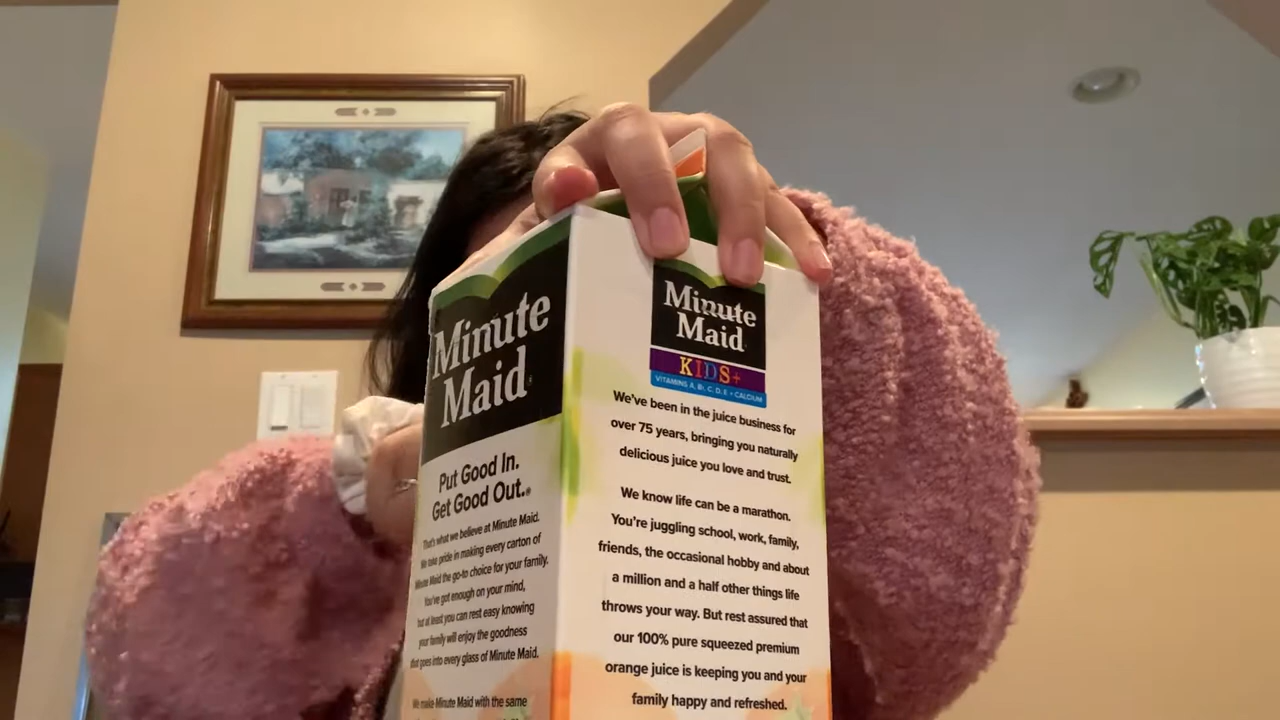 Minute
Maid
Put Good In.
Get Good Out.®
That's what we believe at Minute Maid.
We take pride in making every carton of
Minute Maid the go-to choice for your family.
You've got enough on your mind,
but at least you can rest easy knowing
your family will enjoy the goodness
that goes into every glass of Minute Maid.
We make Minute Maid with the same
Minute
Maid
KIDS+
VITAMINS A, B1, C, D, E + CALCIUM
We've been in the juice business for
over 75 years, bringing you naturally
delicious juice you love and trust.
We know life can be a marathon.
You're juggling school, work, family,
friends, the occasional hobby and about
a million and a half other things life
throws your way. But rest assured that
our 100% pure squeezed premium
orange juice is keeping you and your
family happy and refreshed.